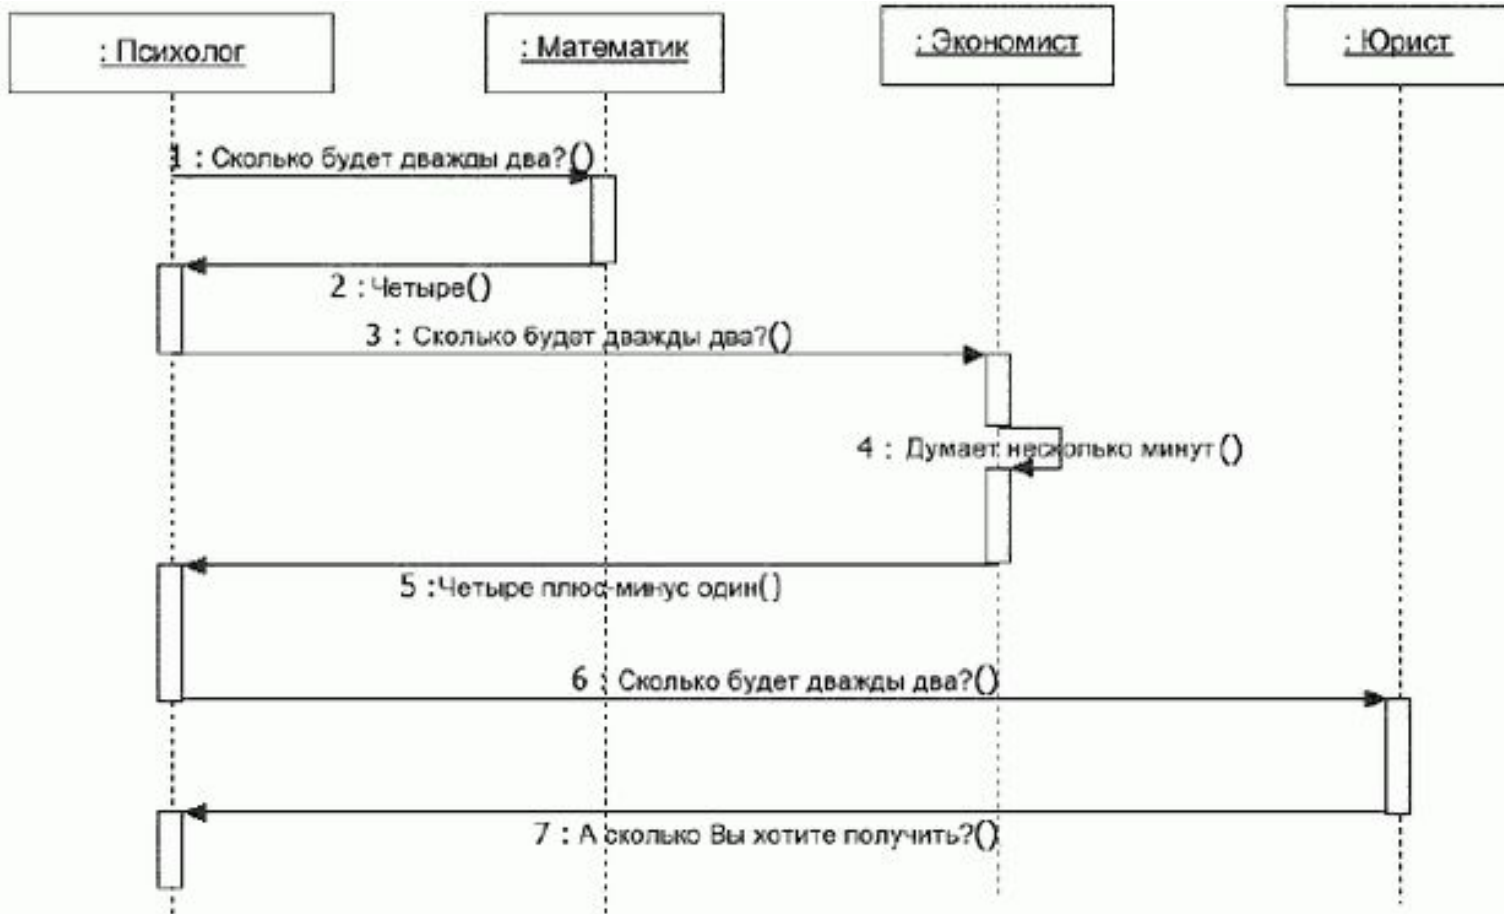 : Психолог
: Математик
: Экономист
: Юрист
1 : Сколько будет дважды два?()
2 : Четыре()
3 : Сколько будет дважды два?()
4 : Думает несколько минут()
5 :Четыре плюс-минус один()
6 : Сколько будет дважды два?()
7 : А сколько Вы хотите получить?()